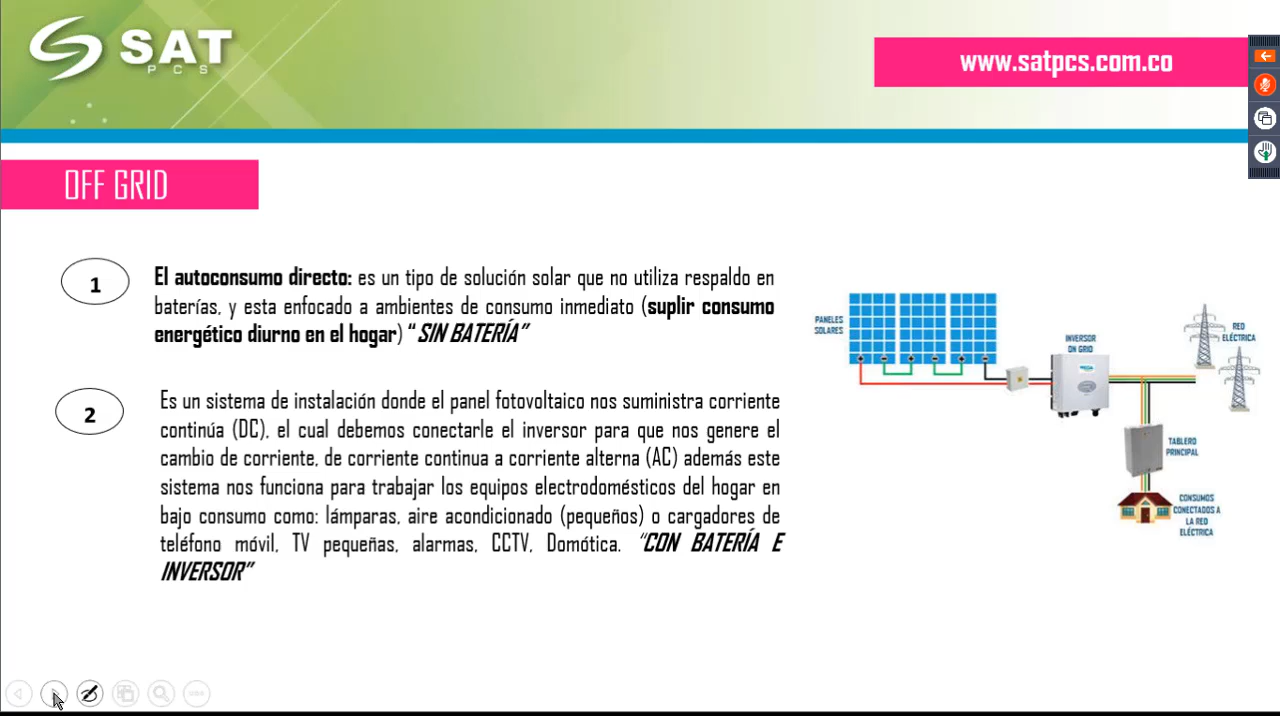 SAT
PCS
www.satpcs.com.co
OFF GRID
1
El autoconsumo directo: es un tipo de solución solar que no utiliza respaldo en
baterías, y esta enfocado a ambientes de consumo inmediato (suplir consumo
energético diurno en el hogar) “SIN BATERÍA”
2
Es un sistema de instalación donde el panel fotovoltaico nos suministra corriente
continúa (DC), el cual debemos conectarle el inversor para que nos genere el
cambio de corriente, de corriente continua a corriente alterna (AC) además este
sistema nos funciona para trabajar los equipos electrodomésticos del hogar en
bajo consumo como: lámparas, aire acondicionado (pequeños) o cargadores de
teléfono móvil, TV pequeñas, alarmas, CCTV, Domótica. “CON BATERÍA E
INVERSOR”
PANELES
SOLARES
INVERSOR
ON GRID
RED
ELÉCTRICA
TABLERO
PRINCIPAL
CONSUMOS
CONECTADOS A
LA RED
ELÉCTRICA